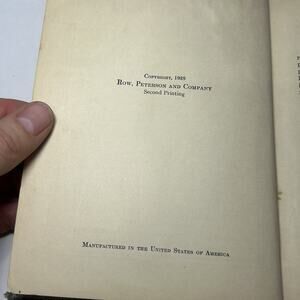 Copyright, 1929
Row, Peterson and Company
Second Printing
Manufactured in the United States of America